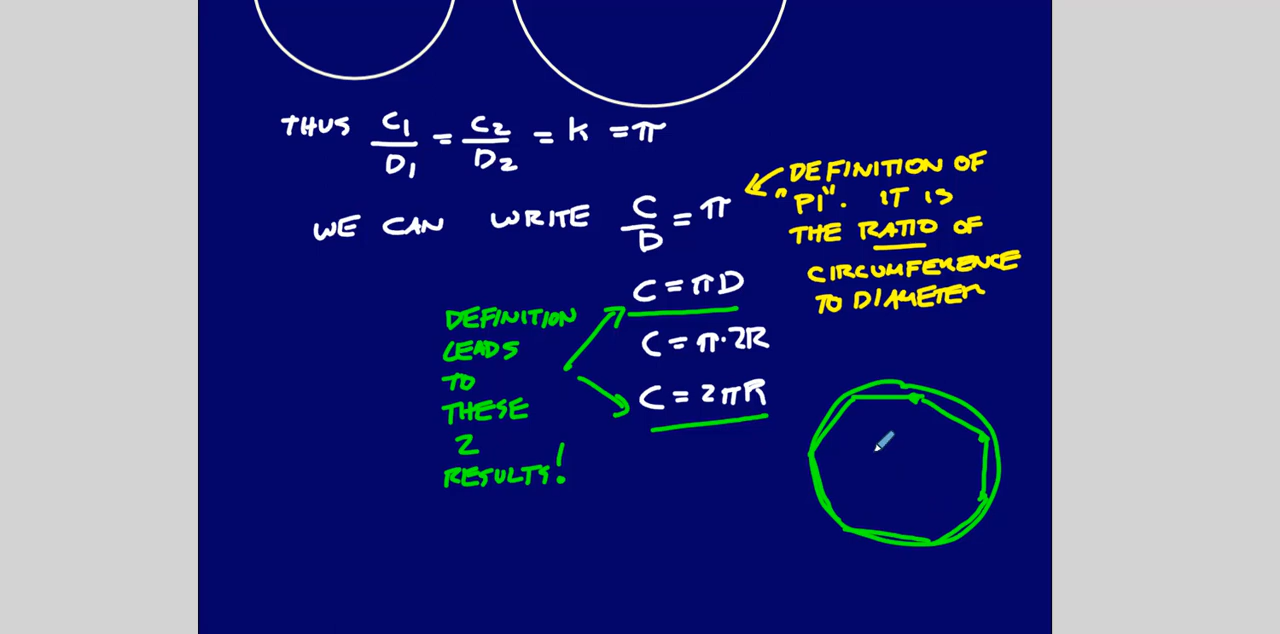 THUS C1/D1 = C2/D2 = K = π
WE CAN WRITE C/D = π
DEFINITION OF
"PI". IT IS
THE RATIO OF
CIRCUMFERENCE
TO DIAMETER
C = πD
C = π·2R
C = 2πR
DEFINITION
LEADS
TO
THESE
2
RESULTS!